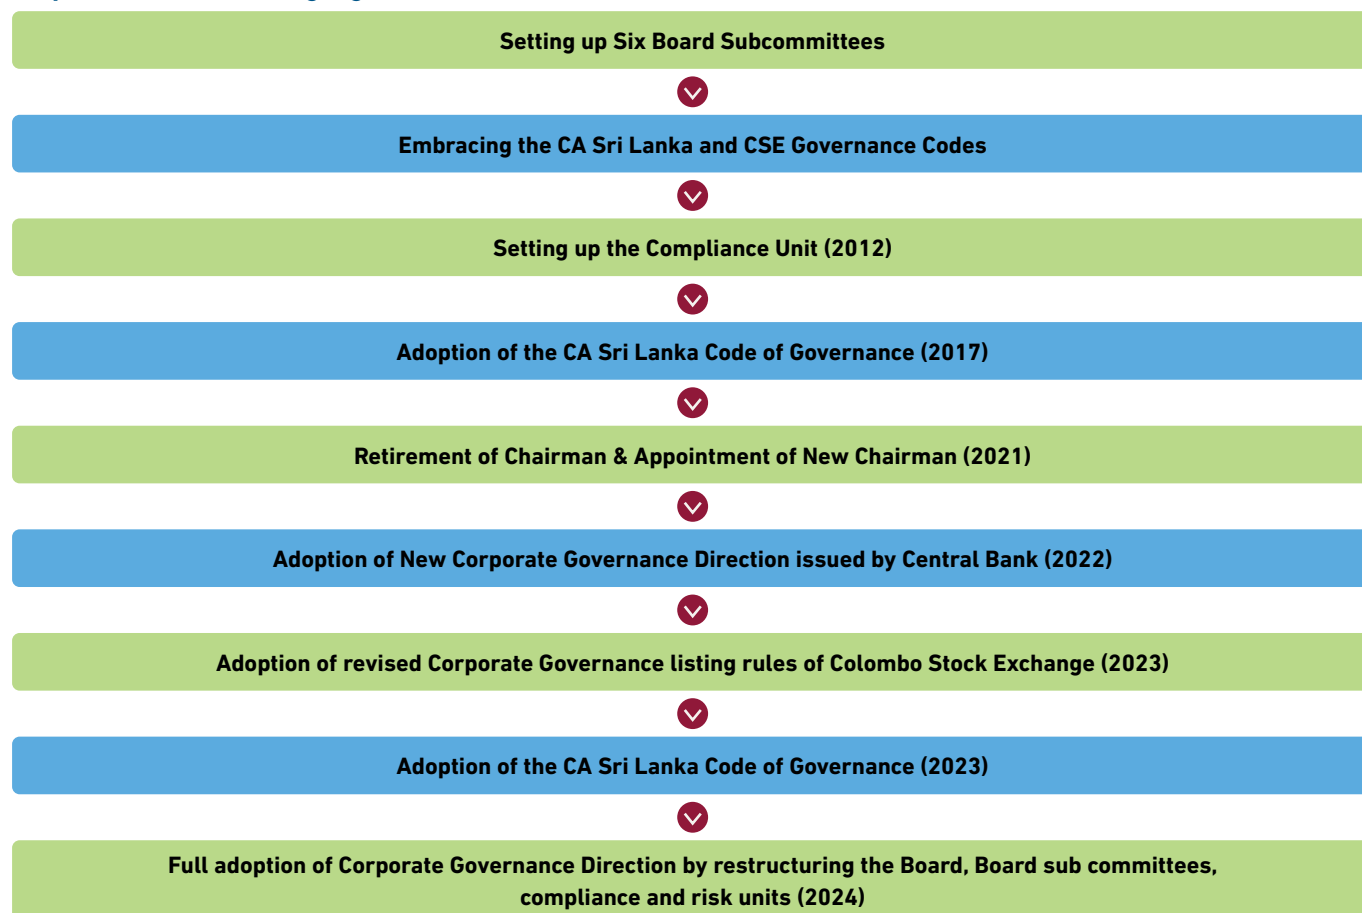 Setting up Six Board Subcommittees
Embracing the CA Sri Lanka and CSE Governance Codes
Setting up the Compliance Unit (2012)
Adoption of the CA Sri Lanka Code of Governance (2017)
Retirement of Chairman & Appointment of New Chairman (2021)
Adoption of New Corporate Governance Direction issued by Central Bank (2022)
Adoption of revised Corporate Governance listing rules of Colombo Stock Exchange (2023)
Adoption of the CA Sri Lanka Code of Governance (2023)
Full adoption of Corporate Governance Direction by restructuring the Board, Board sub committees,
compliance and risk units (2024)